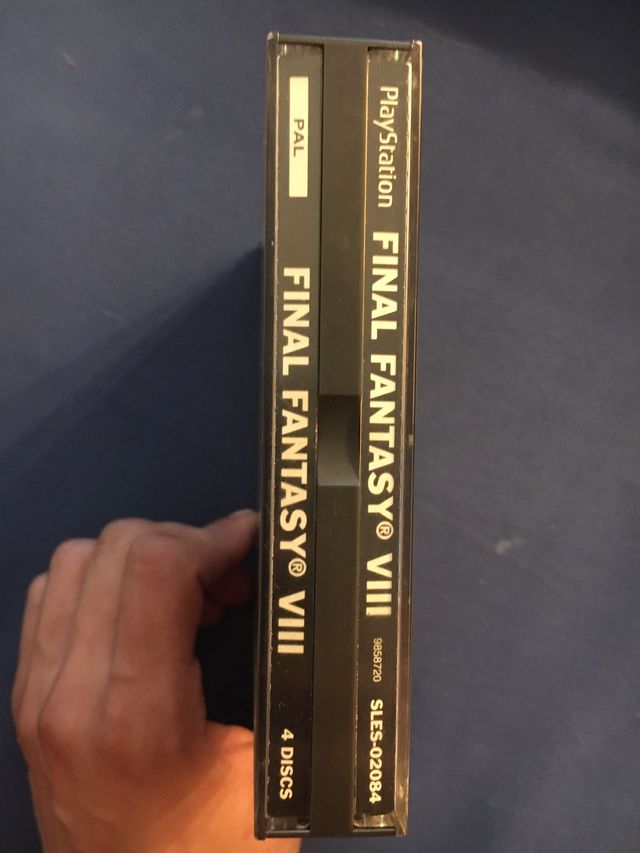 PlayStation FINAL FANTASY® VIII 9858720 SLES-02084
PAL FINAL FANTASY® VIII 4 DISCS